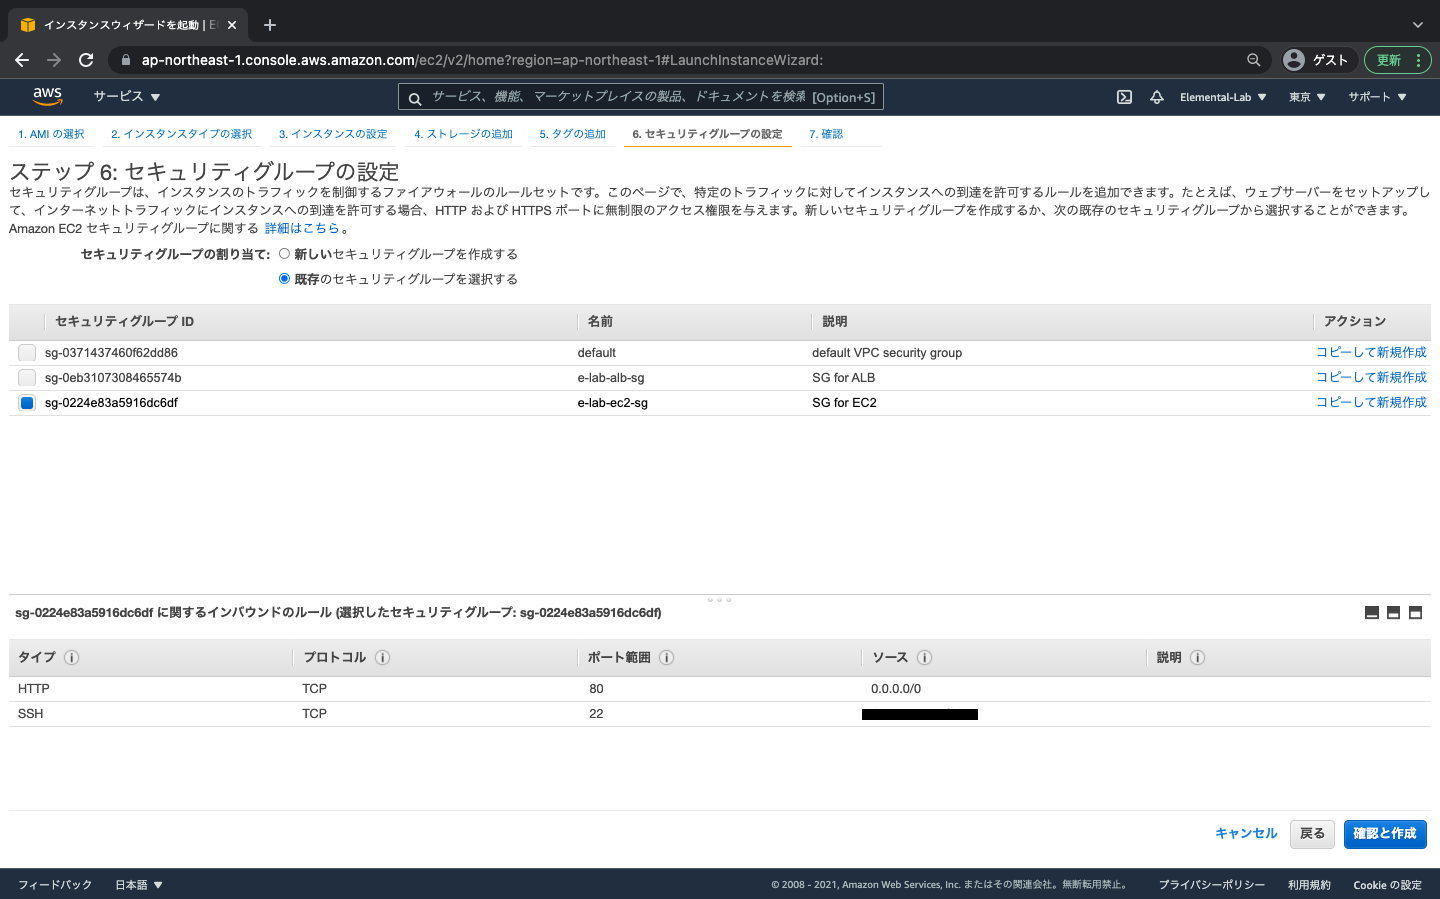 インスタンスウィザードを起動 | E
ap-northeast-1.console.aws.amazon.com/ec2/v2/home?region=ap-northeast-1#LaunchInstanceWizard:
ゲスト
更新
aws
サービス
サービス、機能、マーケットプレイスの製品、ドキュメントを検索 [Option+S]
Elemental-Lab
東京
サポート
1. AMI の選択
2. インスタンスタイプの選択
3. インスタンスの設定
4. ストレージの追加
5. タグの追加
6. セキュリティグループの設定
7. 確認
ステップ 6: セキュリティグループの設定
セキュリティグループは、インスタンスのトラフィックを制御するファイアウォールのルールセットです。このページで、特定のトラフィックに対してインスタンスへの到達を許可するルールを追加できます。たとえば、ウェブサーバーをセットアップし
て、インターネットトラフィックにインスタンスへの到達を許可する場合、HTTP および HTTPS ポートに無制限のアクセス権限を与えます。新しいセキュリティグループを作成するか、次の既存のセキュリティグループから選択することができます。
Amazon EC2 セキュリティグループに関する 詳細はこちら 。
セキュリティグループの割り当て: 新しいセキュリティグループを作成する
既存のセキュリティグループを選択する
セキュリティグループ ID 名前 説明 アクション
sg-0371437460f62dd86 default default VPC security group コピーして新規作成
sg-0eb3107308465574b e-lab-alb-sg SG for ALB コピーして新規作成
sg-0224e83a5916dc6df e-lab-ec2-sg SG for EC2 コピーして新規作成
sg-0224e83a5916dc6df に関するインバウンドのルール (選択したセキュリティグループ: sg-0224e83a5916dc6df)
タイプ プロトコル ポート範囲 ソース 説明
HTTP TCP 80 0.0.0.0/0
SSH TCP 22
キャンセル 戻る 確認と作成
フィードバック 日本語 © 2008 - 2021, Amazon Web Services, Inc. またはその関連会社。無断転用禁止。 プライバシーポリシー 利用規約 Cookie の設定